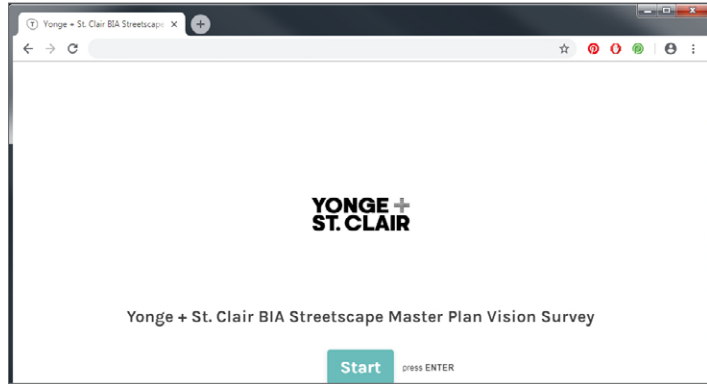 Yonge + St. Clair BIA Streetscape
YONGE +
ST. CLAIR
Yonge + St. Clair BIA Streetscape Master Plan Vision Survey
Start press ENTER